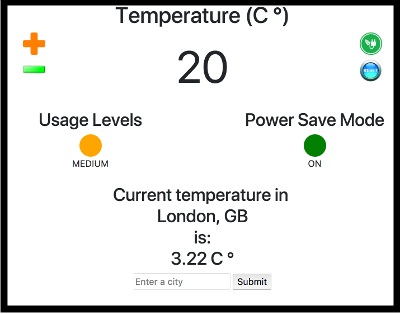 Temperature (C °)
20
Usage Levels
Power Save Mode
MEDIUM
ON
Current temperature in
London, GB
is:
3.22 C °
Enter a city
Submit